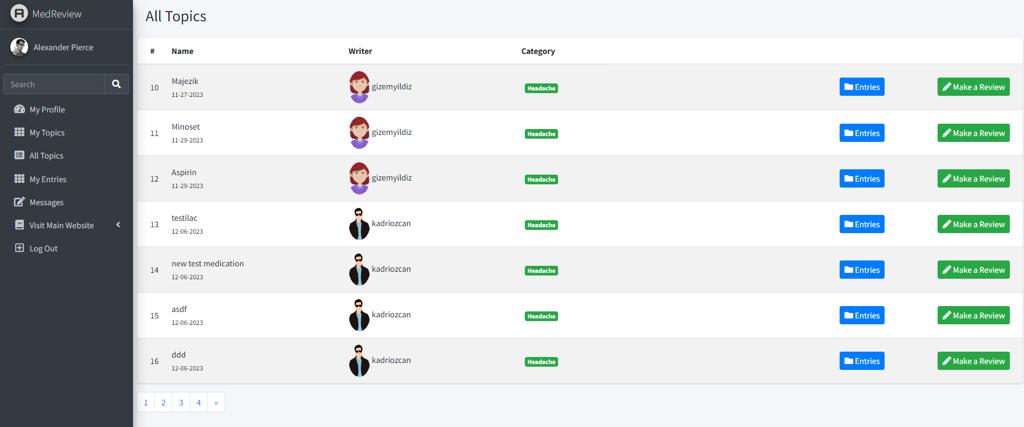 MedReview
Alexander Pierce
Search
My Profile
My Topics
All Topics
My Entries
Messages
Visit Main Website
Log Out
All Topics
# Name Writer Category
10 Majezik 11-27-2023 gizemyildiz Headache Entries Make a Review
11 Minoset 11-29-2023 gizemyildiz Headache Entries Make a Review
12 Aspirin 11-29-2023 gizemyildiz Headache Entries Make a Review
13 testilac 12-06-2023 kadriozcan Headache Entries Make a Review
14 new test medication 12-06-2023 kadriozcan Headache Entries Make a Review
15 asdf 12-06-2023 kadriozcan Headache Entries Make a Review
16 ddd 12-06-2023 kadriozcan Headache Entries Make a Review
1 2 3 4 »